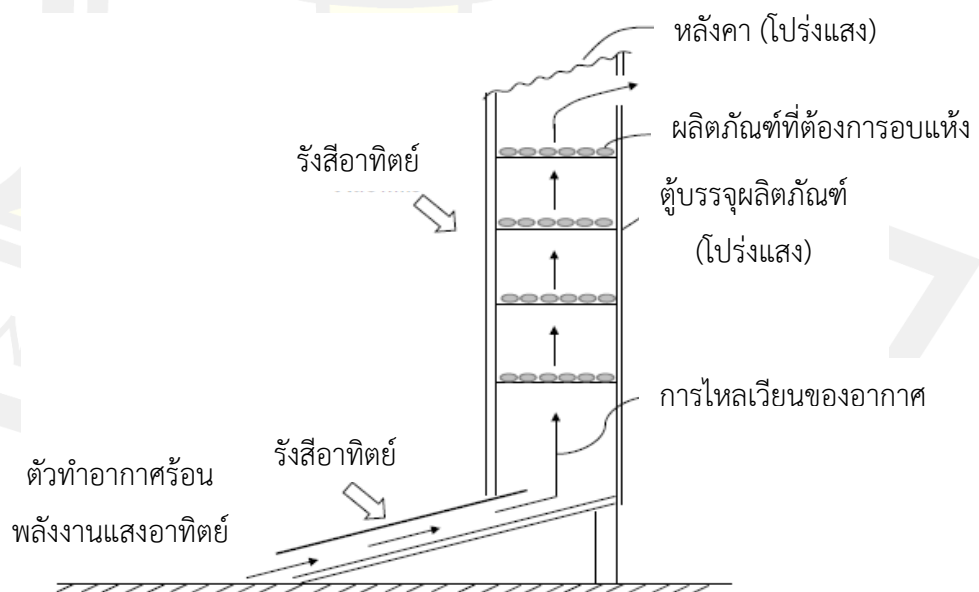 หลังคา (โปร่งแสง)
ผลิตภัณฑ์ที่ต้องการอบแห้ง
รังสีอาทิตย์
ตู้บรรจุผลิตภัณฑ์
(โปร่งแสง)
การไหลเวียนของอากาศ
รังสีอาทิตย์
ตัวทำอากาศร้อน
พลังงานแสงอาทิตย์